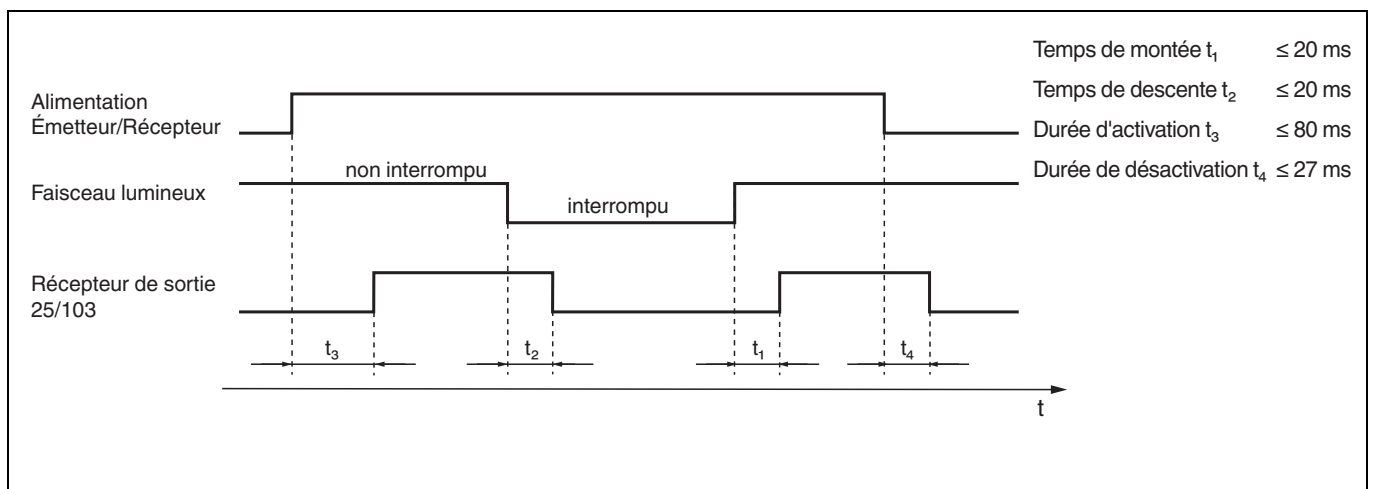 Temps de montée t₁ ≤ 20 ms
Temps de descente t₂ ≤ 20 ms
Durée d'activation t₃ ≤ 80 ms
Durée de désactivation t₄ ≤ 27 ms
Alimentation
Émetteur/Récepteur
non interrompu
Faisceau lumineux
interrompu
Récepteur de sortie
25/103
t₃ t₂ t₁ t₄
t